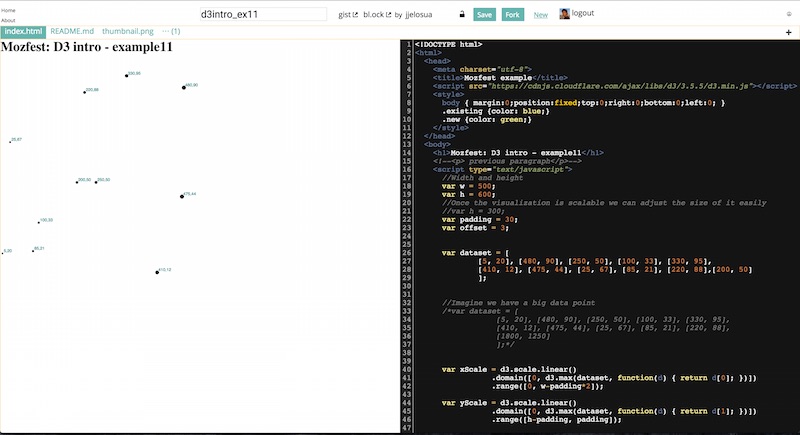 Home
About
d3intro_ex11
gist bl.ock by jjelosua
Save
Fork
New
logout
index.html README.md thumbnail.png ··· (1)
+
Mozfest: D3 intro - example11
330,95
480,90
220,88
25,67
200,50
250,50
475,44
100,33
85,21
5,20
410,12
1 <!DOCTYPE html>
2 <html>
3 <head>
4 <meta charset="utf-8">
5 <title>Mozfest example</title>
6 <script src="https://cdnjs.cloudflare.com/ajax/libs/d3/3.5.5/d3.min.js"></script>
7 <style>
8 body { margin:0;position:fixed;top:0;right:0;bottom:0;left:0; }
9 .existing {color: blue;}
10 .new {color: green;}
11 </style>
12 </head>
13 <body>
14 <h1>Mozfest: D3 intro - example11</h1>
15 <!--<p> previous paragraph</p>-->
16 <script type="text/javascript">
17 //Width and height
18 var w = 500;
19 var h = 600;
20 //Once the visualization is scalable we can adjust the size of it easily
21 //var h = 300;
22 var padding = 30;
23 var offset = 3;
24
25
26 var dataset = [
27 [5, 20], [480, 90], [250, 50], [100, 33], [330, 95],
28 [410, 12], [475, 44], [25, 67], [85, 21], [220, 88],[200, 50]
29 ];
30
31
32 //Imagine we have a big data point
33 /*var dataset = [
34 [5, 20], [480, 90], [250, 50], [100, 33], [330, 95],
35 [410, 12], [475, 44], [25, 67], [85, 21], [220, 88],
36 [1800, 1250]
37 ];*/
38
39
40 var xScale = d3.scale.linear()
41 .domain([0, d3.max(dataset, function(d) { return d[0]; })])
42 .range([0, w-padding*2]);
43
44 var yScale = d3.scale.linear()
45 .domain([0, d3.max(dataset, function(d) { return d[1]; })])
46 .range([h-padding, padding]);
47